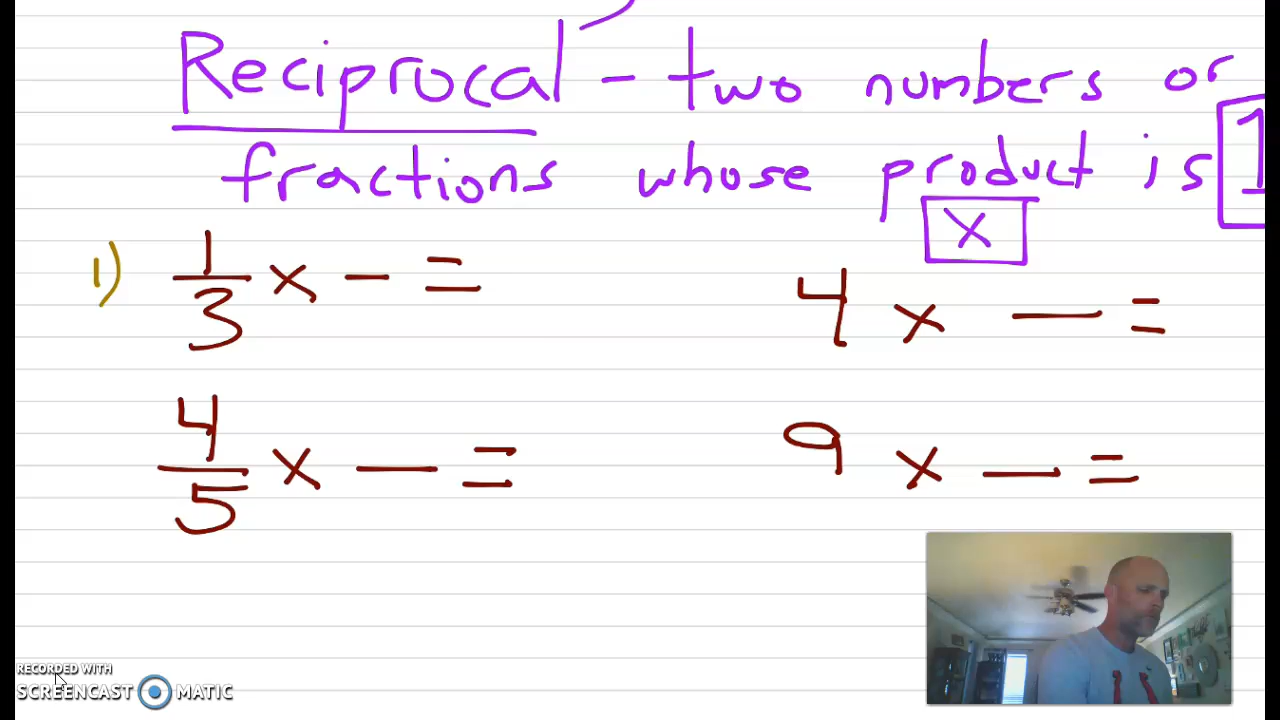 Reciprocal - two numbers or
fractions whose product is 1
x
1) 1/3 x — =
4 x — =
4/5 x — =
9 x — =
RECORDED WITH
SCREENCAST MATIC